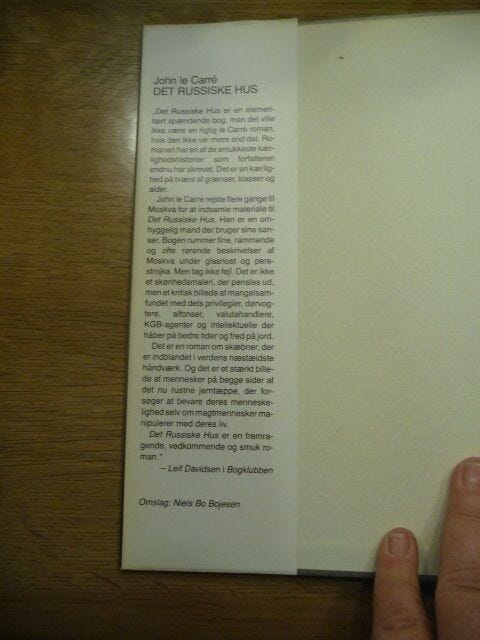 John le Carré
DET RUSSISKE HUS
„Det Russiske Hus er en elemen-
tært spændende bog, men det ville
ikke være en rigtig le Carré roman,
hvis den ikke var mere end det. Ro-
manen har en af de smukkeste kær-
lighedshistorier som forfatteren
endnu har skrevet. Det er en kærlig-
hed på tværs af grænser, klasser og
alder.
John le Carré rejste flere gange til
Moskva for at indsamle materiale til
Det Russiske Hus. Han er en om-
hyggelig mand der bruger sine san-
ser. Bogen rummer fine, rammende
og ofte rørende beskrivelser af
Moskva under glasnost og pere-
strojka. Men tag ikke fejl. Det er ikke
et skønhedsmaleri, der pensles ud,
men et kritisk billede af mangelsam-
fundet med dets privilegier, dørvog-
tere, alfonser, valutahandlere,
KGB-agenter og intellektuelle der
håber på bedre tider og fred på jord.
Det er en roman om skæbner, der
er indblandet i verdens næstældste
håndværk. Og det er et stærkt bille-
de af mennesker på begge sider af
det nu rustne jerntæppe, der for-
søger at bevare deres menneske-
lighed selv om magtmennesker ma-
nipulerer med deres liv.
Det Russiske Hus er en fremra-
gende, vedkommende og smuk ro-
man."
– Leif Davidsen i Bogklubben
Omslag: Niels Bo Bojesen